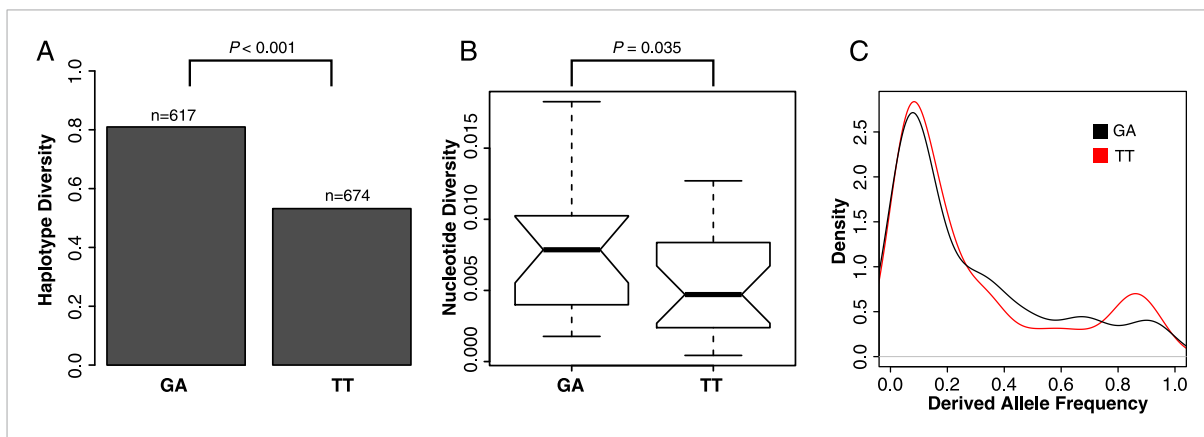 A
P < 0.001
Haplotype Diversity
0.0 0.2 0.4 0.6 0.8 1.0
n=617
n=674
GA TT
B
P = 0.035
Nucleotide Diversity
0.000 0.005 0.010 0.015
GA TT
C
GA
TT
Density
0.0 0.5 1.0 1.5 2.0 2.5
0.0 0.2 0.4 0.6 0.8 1.0
Derived Allele Frequency